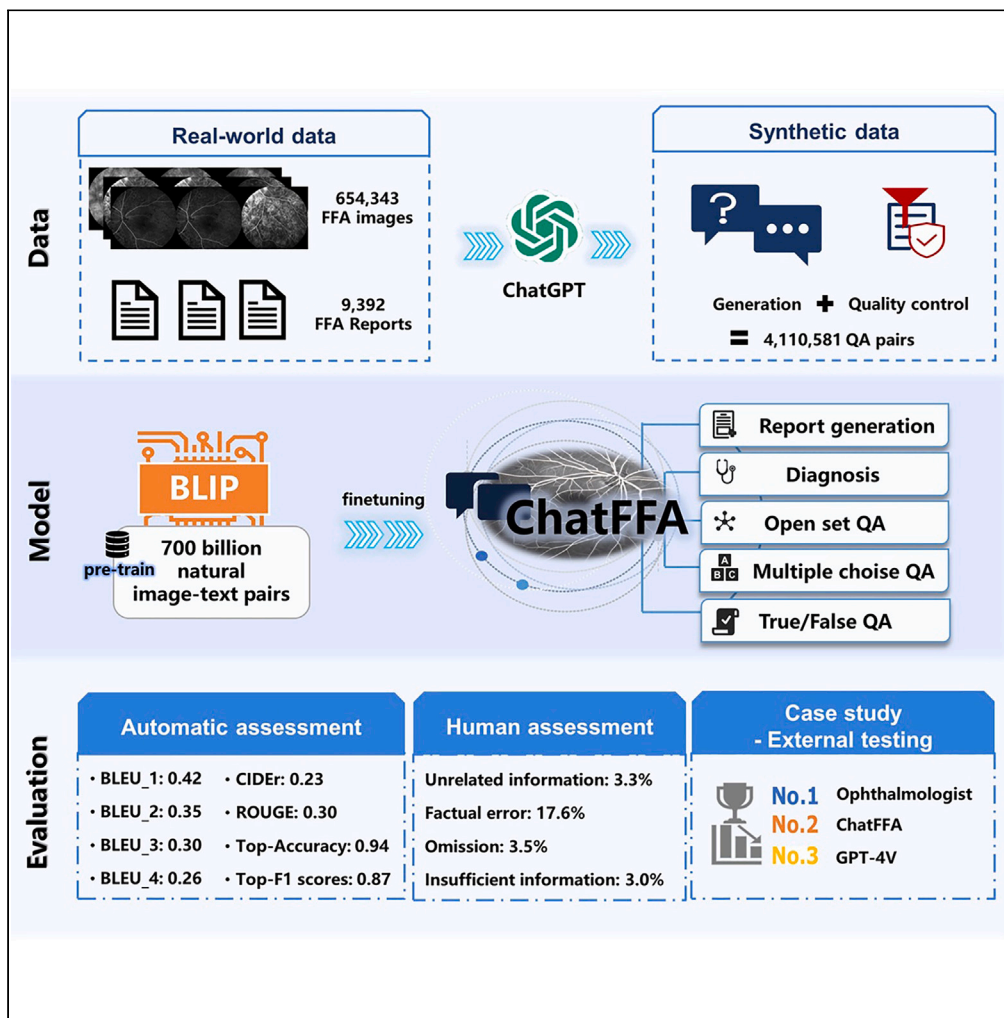 Data
Real-world data
654,343
FFA images
9,392
FFA Reports
ChatGPT
Synthetic data
?
Generation + Quality control
= 4,110,581 QA pairs
Model
BLIP
pre-train
700 billion
natural
image-text pairs
finetuning
ChatFFA
Report generation
Diagnosis
Open set QA
A
B C
Multiple choise QA
True/False QA
Evaluation
Automatic assessment
· BLEU_1: 0.42
· BLEU_2: 0.35
· BLEU_3: 0.30
· BLEU_4: 0.26
· CIDEr: 0.23
· ROUGE: 0.30
· Top-Accuracy: 0.94
· Top-F1 scores: 0.87
Human assessment
Unrelated information: 3.3%
Factual error: 17.6%
Omission: 3.5%
Insufficient information: 3.0%
Case study
- External testing
No.1 Ophthalmologist
No.2 ChatFFA
No.3 GPT-4V